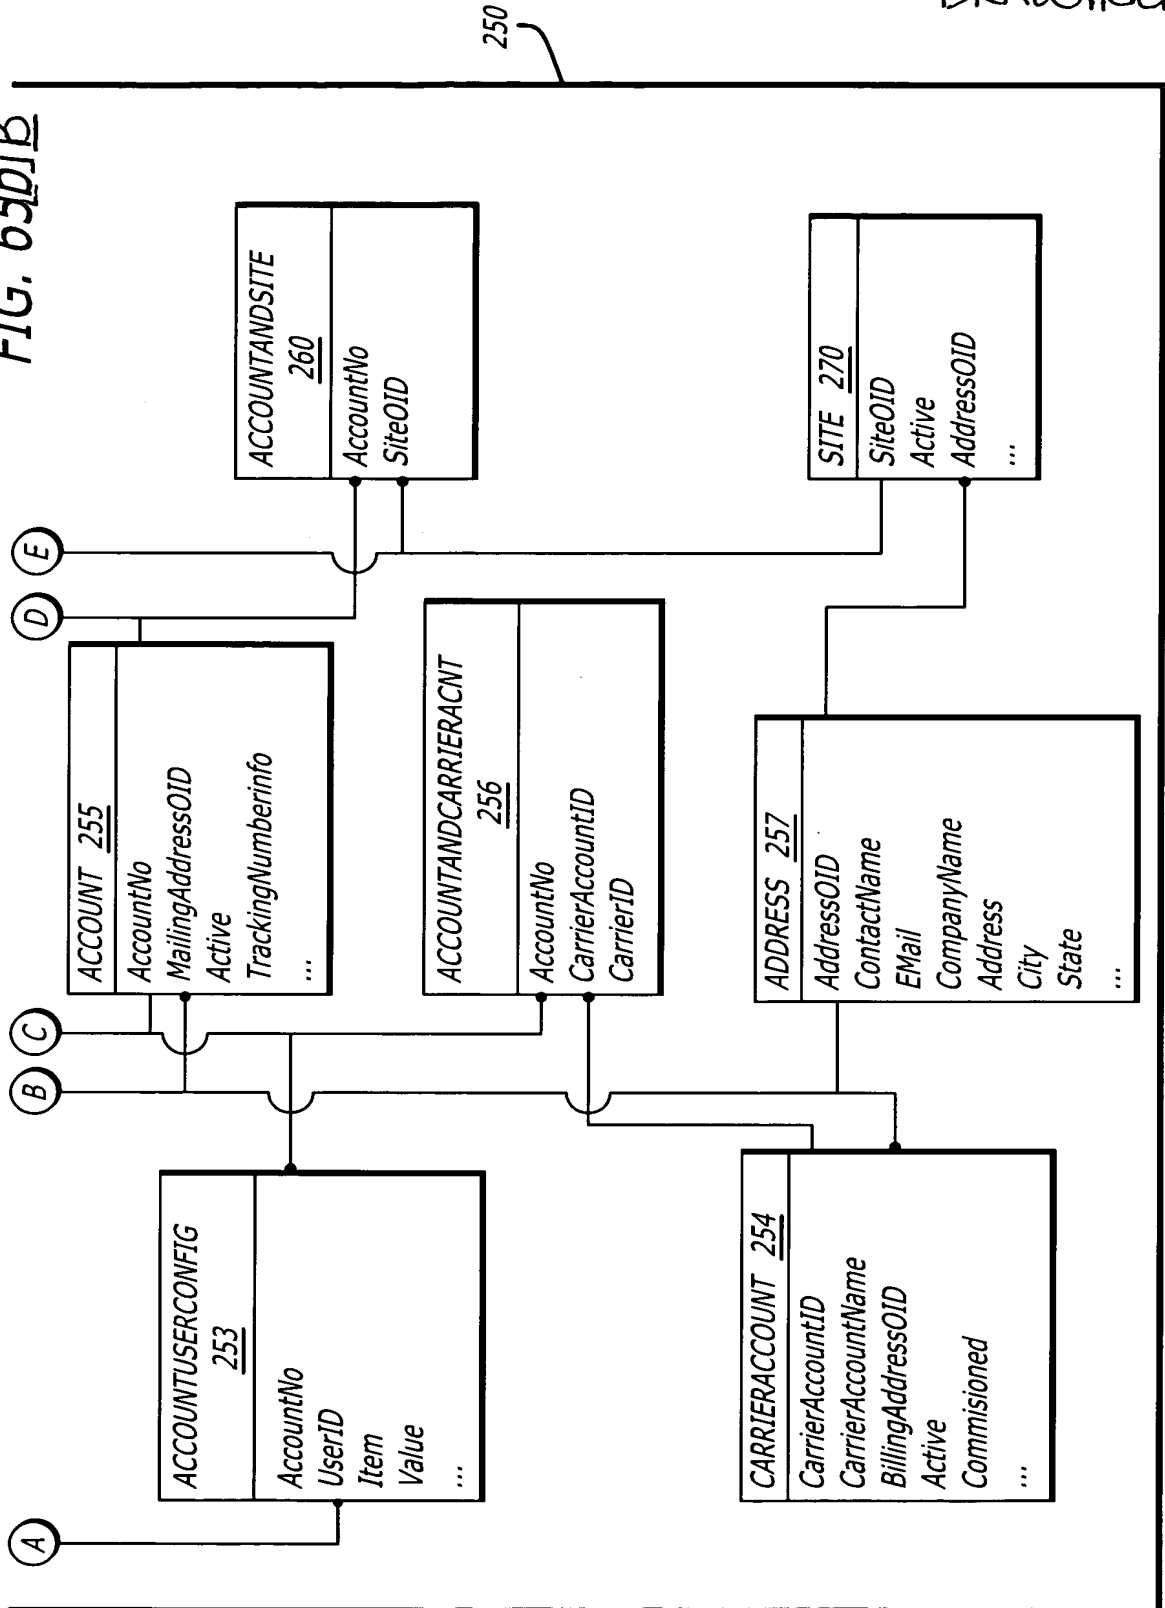 FIG. 65D1B
250
A
B
C
D
E
ACCOUNTUSERCONFIG
253
AccountNo
UserID
Item
Value
...
ACCOUNT 255
AccountNo
MailingAddressOID
Active
TrackingNumberinfo
...
ACCOUNTANDSITE
260
AccountNo
SiteOID
ACCOUNTANDCARRIERACNT
256
AccountNo
CarrierAccountID
CarrierID
CARRIERACCOUNT 254
CarrierAccountID
CarrierAccountName
BillingAddressOID
Active
Commisioned
...
ADDRESS 257
AddressOID
ContactName
EMail
CompanyName
Address
City
State
...
SITE 270
SiteOID
Active
AddressOID
...